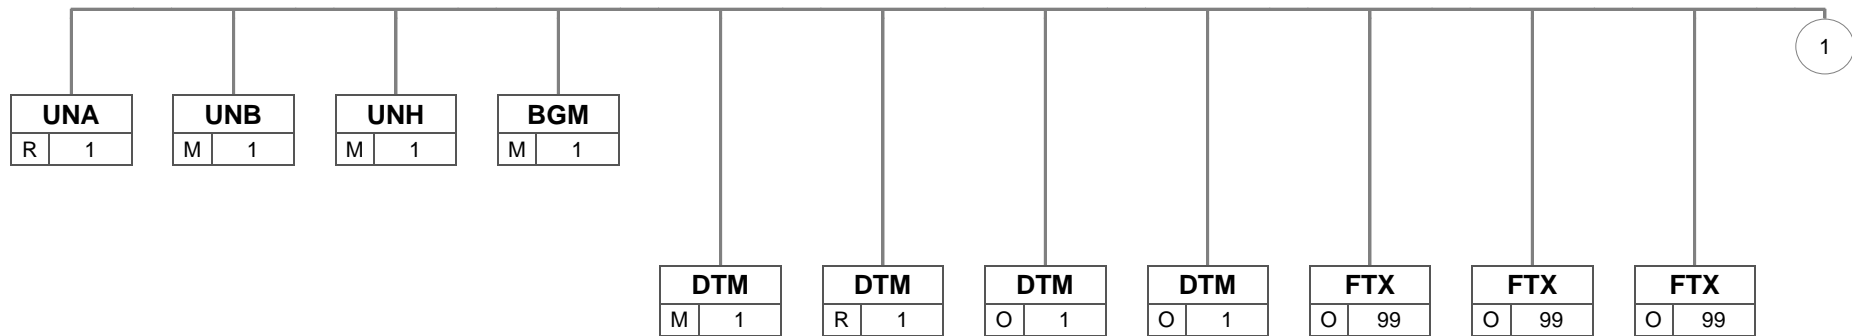 1
UNA UNB UNH BGM
R 1 M 1 M 1 M 1
DTM DTM DTM DTM FTX FTX FTX
M 1 R 1 O 1 O 1 O 99 O 99 O 99